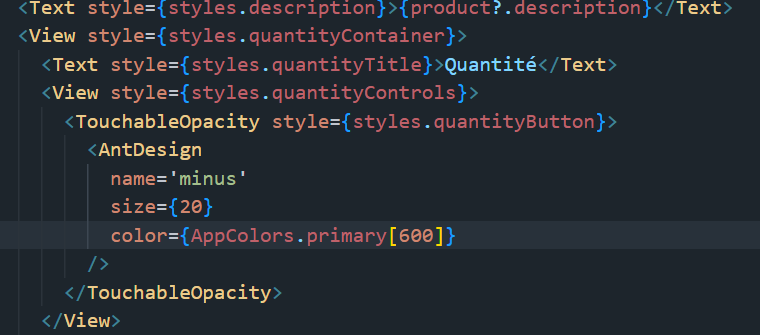 <Text style={styles.description}>{product?.description}</Text>
<View style={styles.quantityContainer}>
<Text style={styles.quantityTitle}>Quantité</Text>
<View style={styles.quantityControls}>
<TouchableOpacity style={styles.quantityButton}>
<AntDesign
name='minus'
size={20}
color={AppColors.primary[600]}
/>
</TouchableOpacity>
</View>